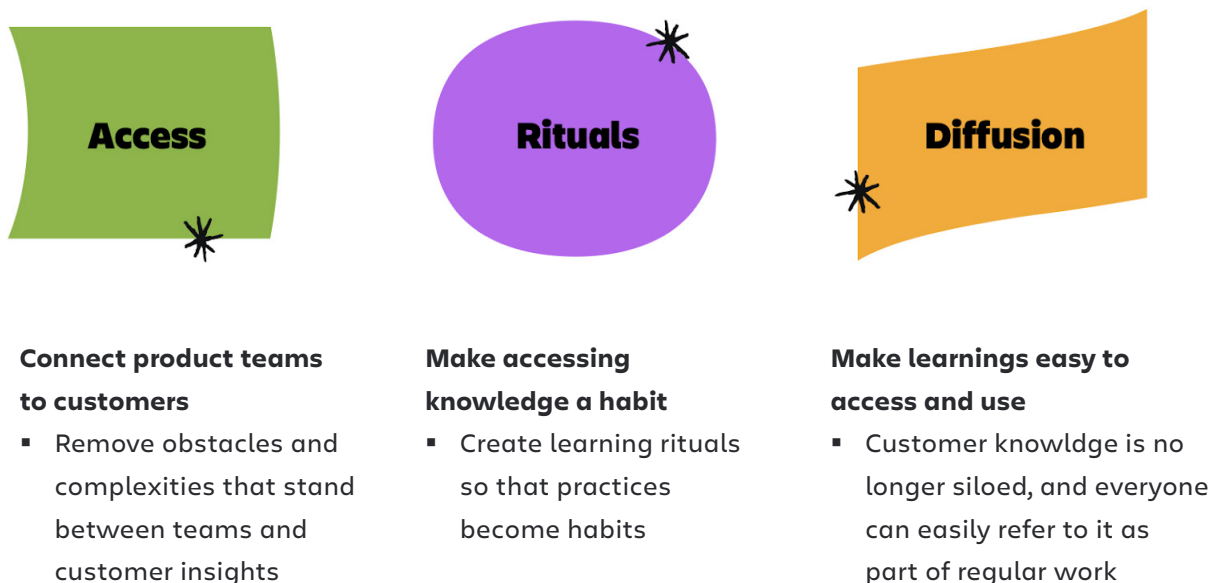 Access
Rituals
Diffusion
Connect product teams
to customers
▪ Remove obstacles and
complexities that stand
between teams and
customer insights
Make accessing
knowledge a habit
▪ Create learning rituals
so that practices
become habits
Make learnings easy to
access and use
▪ Customer knowldge is no
longer siloed, and everyone
can easily refer to it as
part of regular work